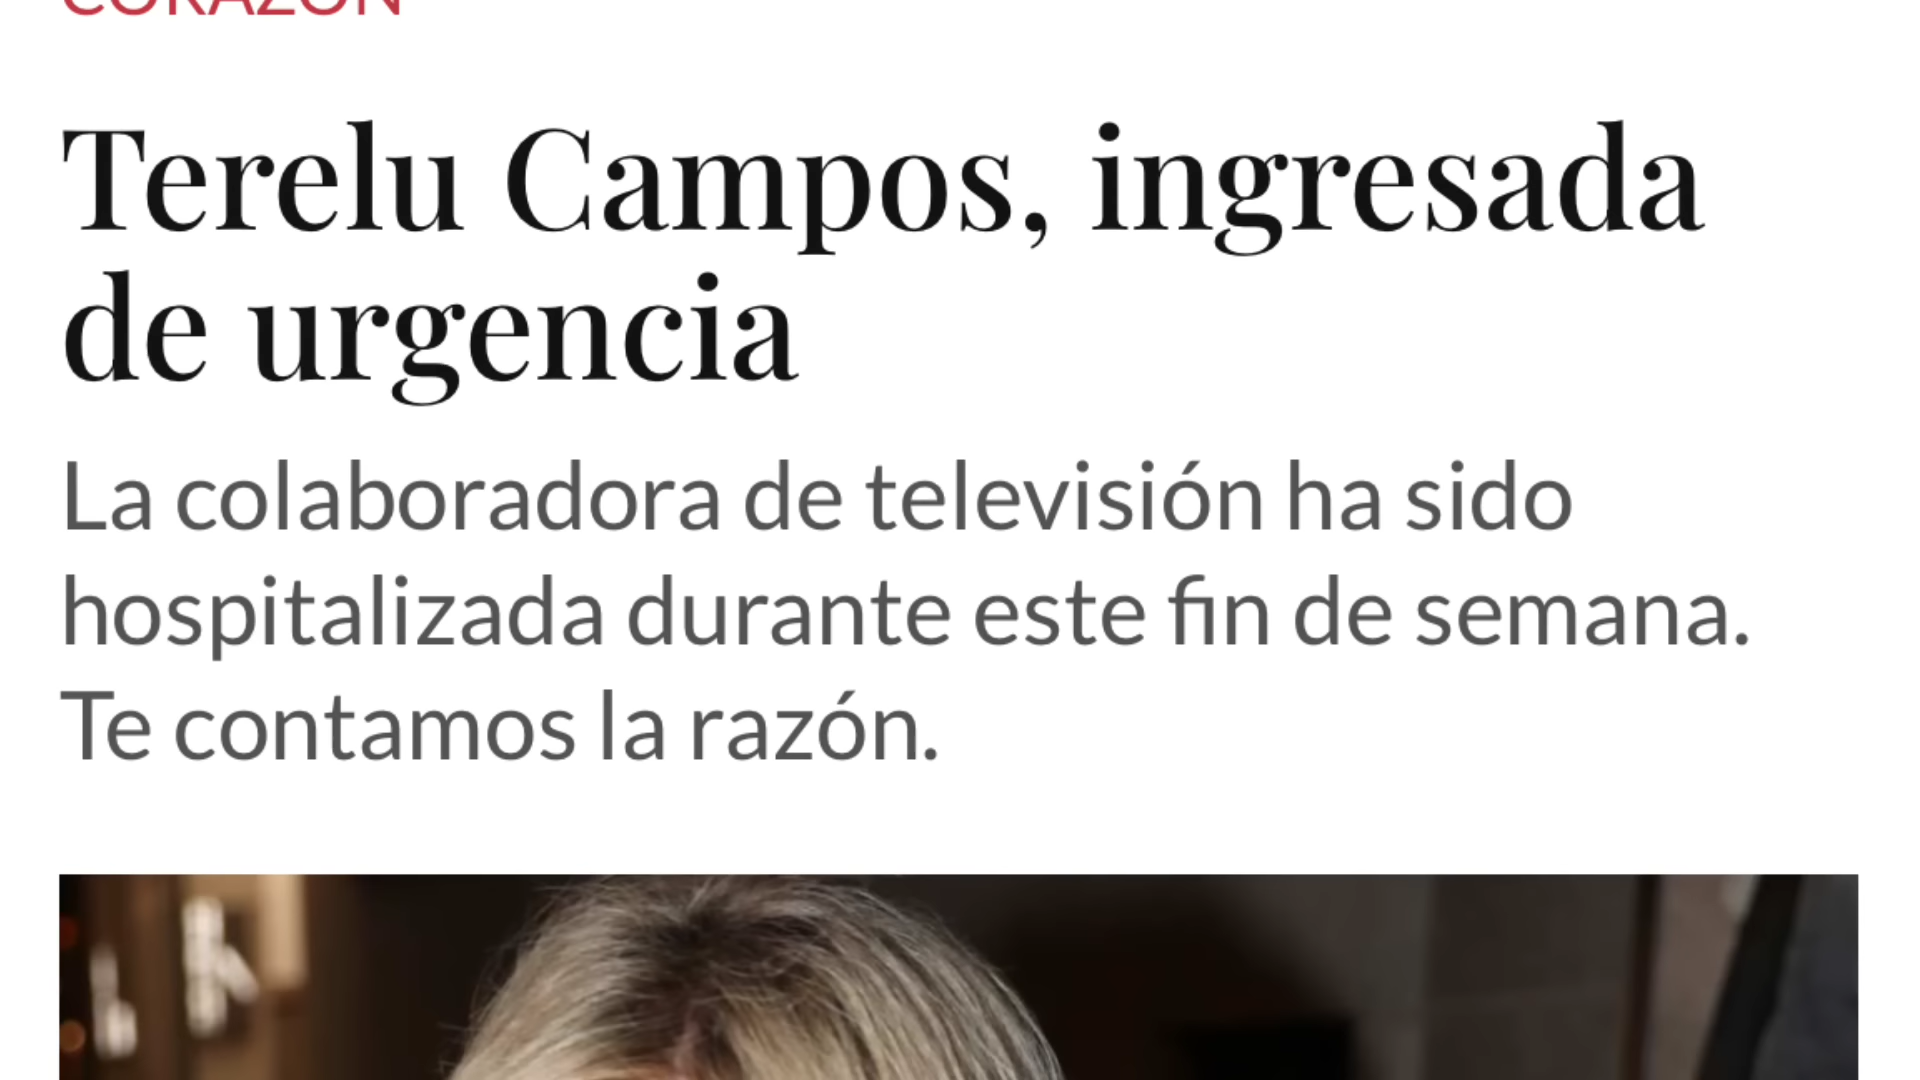 CORAZÓN
Terelu Campos, ingresada
de urgencia
La colaboradora de televisión ha sido
hospitalizada durante este fin de semana.
Te contamos la razón.